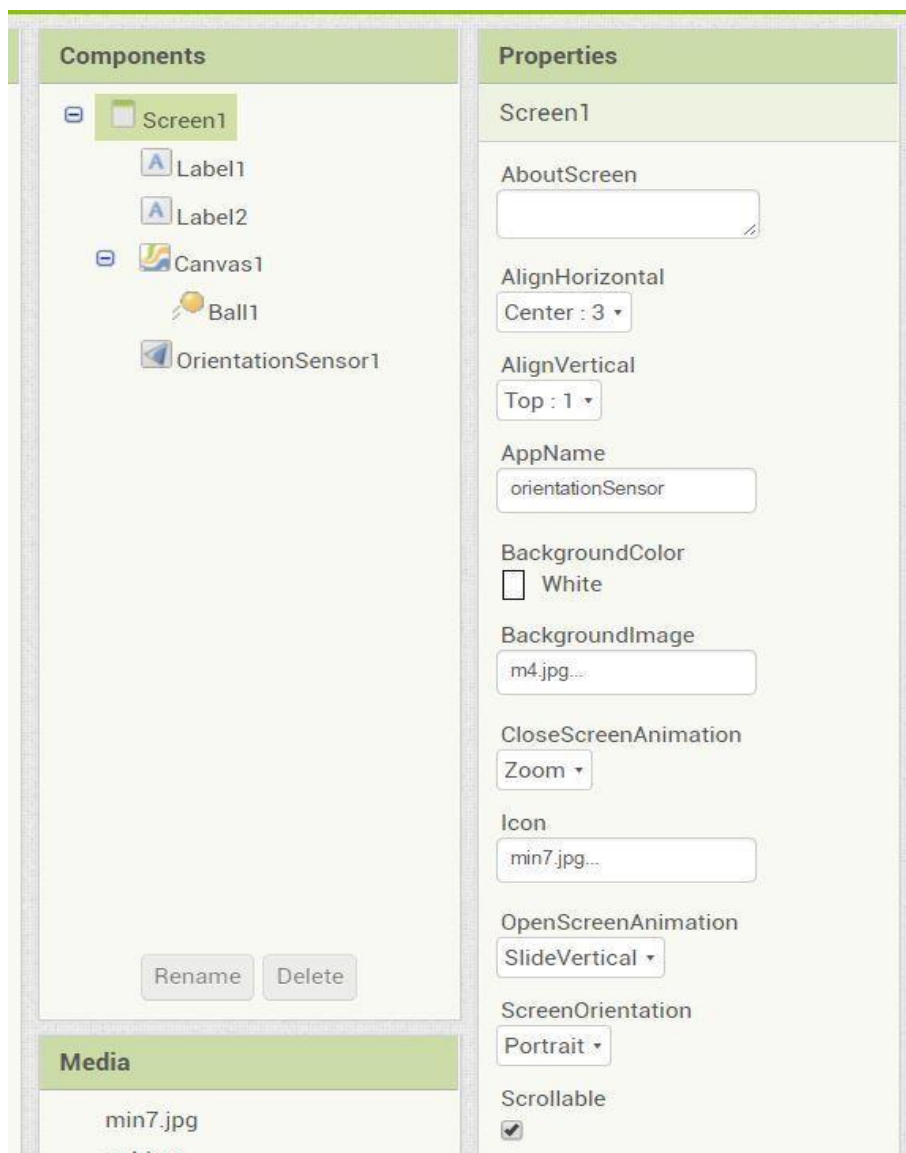 Components
Screen1
Label1
Label2
Canvas1
Ball1
OrientationSensor1
Rename
Delete
Media
min7.jpg
Properties
Screen1
AboutScreen
AlignHorizontal
Center : 3
AlignVertical
Top : 1
AppName
orientationSensor
BackgroundColor
White
BackgroundImage
m4.jpg...
CloseScreenAnimation
Zoom
Icon
min7.jpg...
OpenScreenAnimation
SlideVertical
ScreenOrientation
Portrait
Scrollable